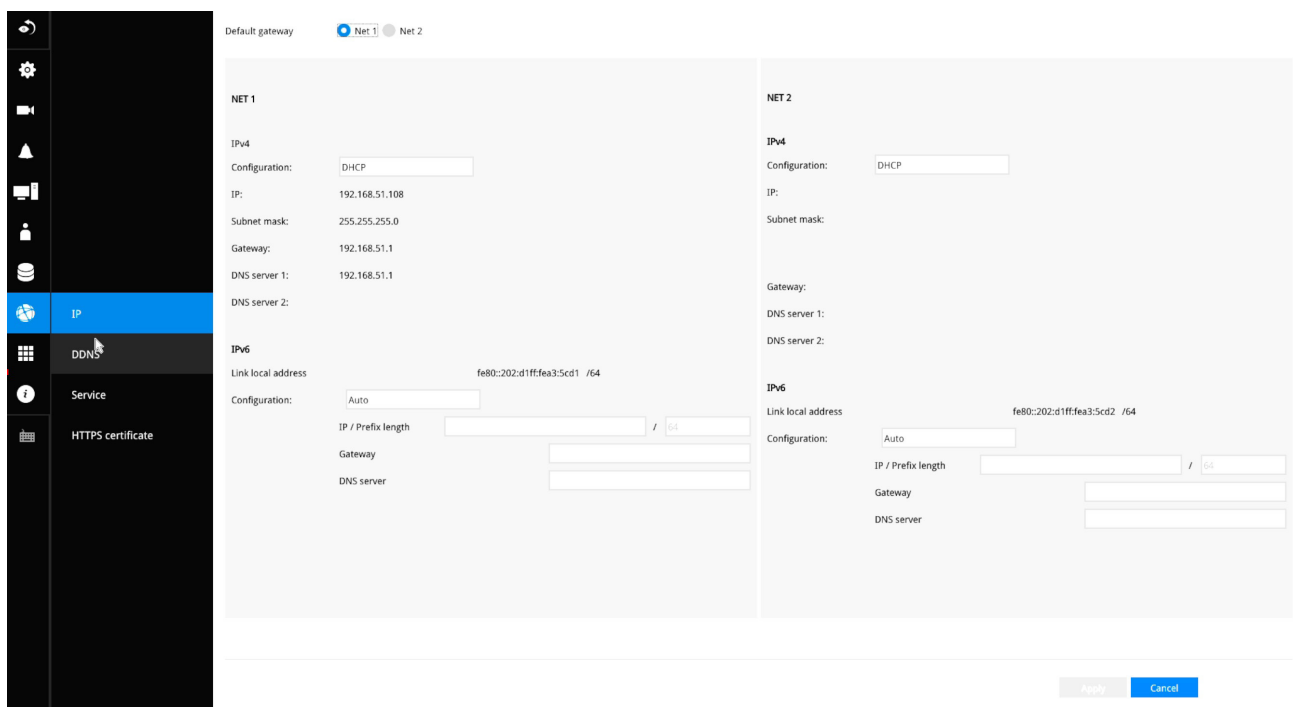 Default gateway Net 1 Net 2
NET 1
IPv4
Configuration: DHCP
IP: 192.168.51.108
Subnet mask: 255.255.255.0
Gateway: 192.168.51.1
DNS server 1: 192.168.51.1
DNS server 2:
IPv6
Link local address fe80::202:d1ff:fea3:5cd1 /64
Configuration: Auto
IP / Prefix length / 64
Gateway
DNS server
NET 2
IPv4
Configuration: DHCP
IP:
Subnet mask:
Gateway:
DNS server 1:
DNS server 2:
IPv6
Link local address fe80::202:d1ff:fea3:5cd2 /64
Configuration: Auto
IP / Prefix length / 64
Gateway
DNS server
IP
DDNS
Service
HTTPS certificate
Apply Cancel